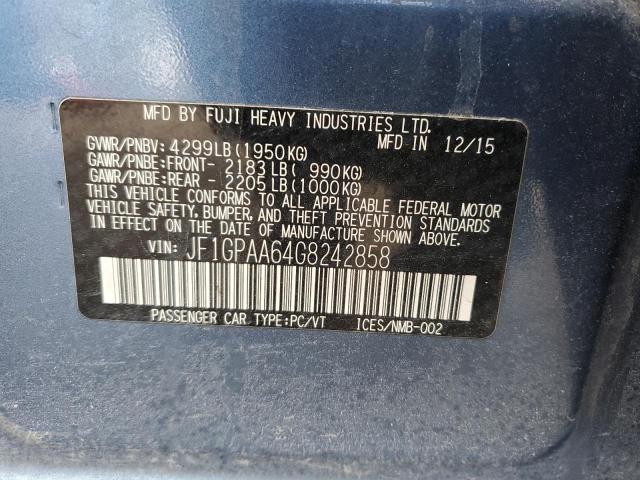 MFD BY FUJI HEAVY INDUSTRIES LTD.
GVWR/PNBV: 4299LB(1950KG) MFD IN 12/15
GAWR/PNBE:FRONT- 2183LB( 990KG)
GAWR/PNBE:REAR - 2205LB(1000KG)
THIS VEHICLE CONFORMS TO ALL APPLICABLE FEDERAL MOTOR
VEHICLE SAFETY, BUMPER, AND THEFT PREVENTION STANDARDS
IN EFFECT ON THE DATE OF MANUFACTURE SHOWN ABOVE.
VIN: JF1GPAA64G8242858
PASSENGER CAR TYPE:PC/VT ICES/NMB-002